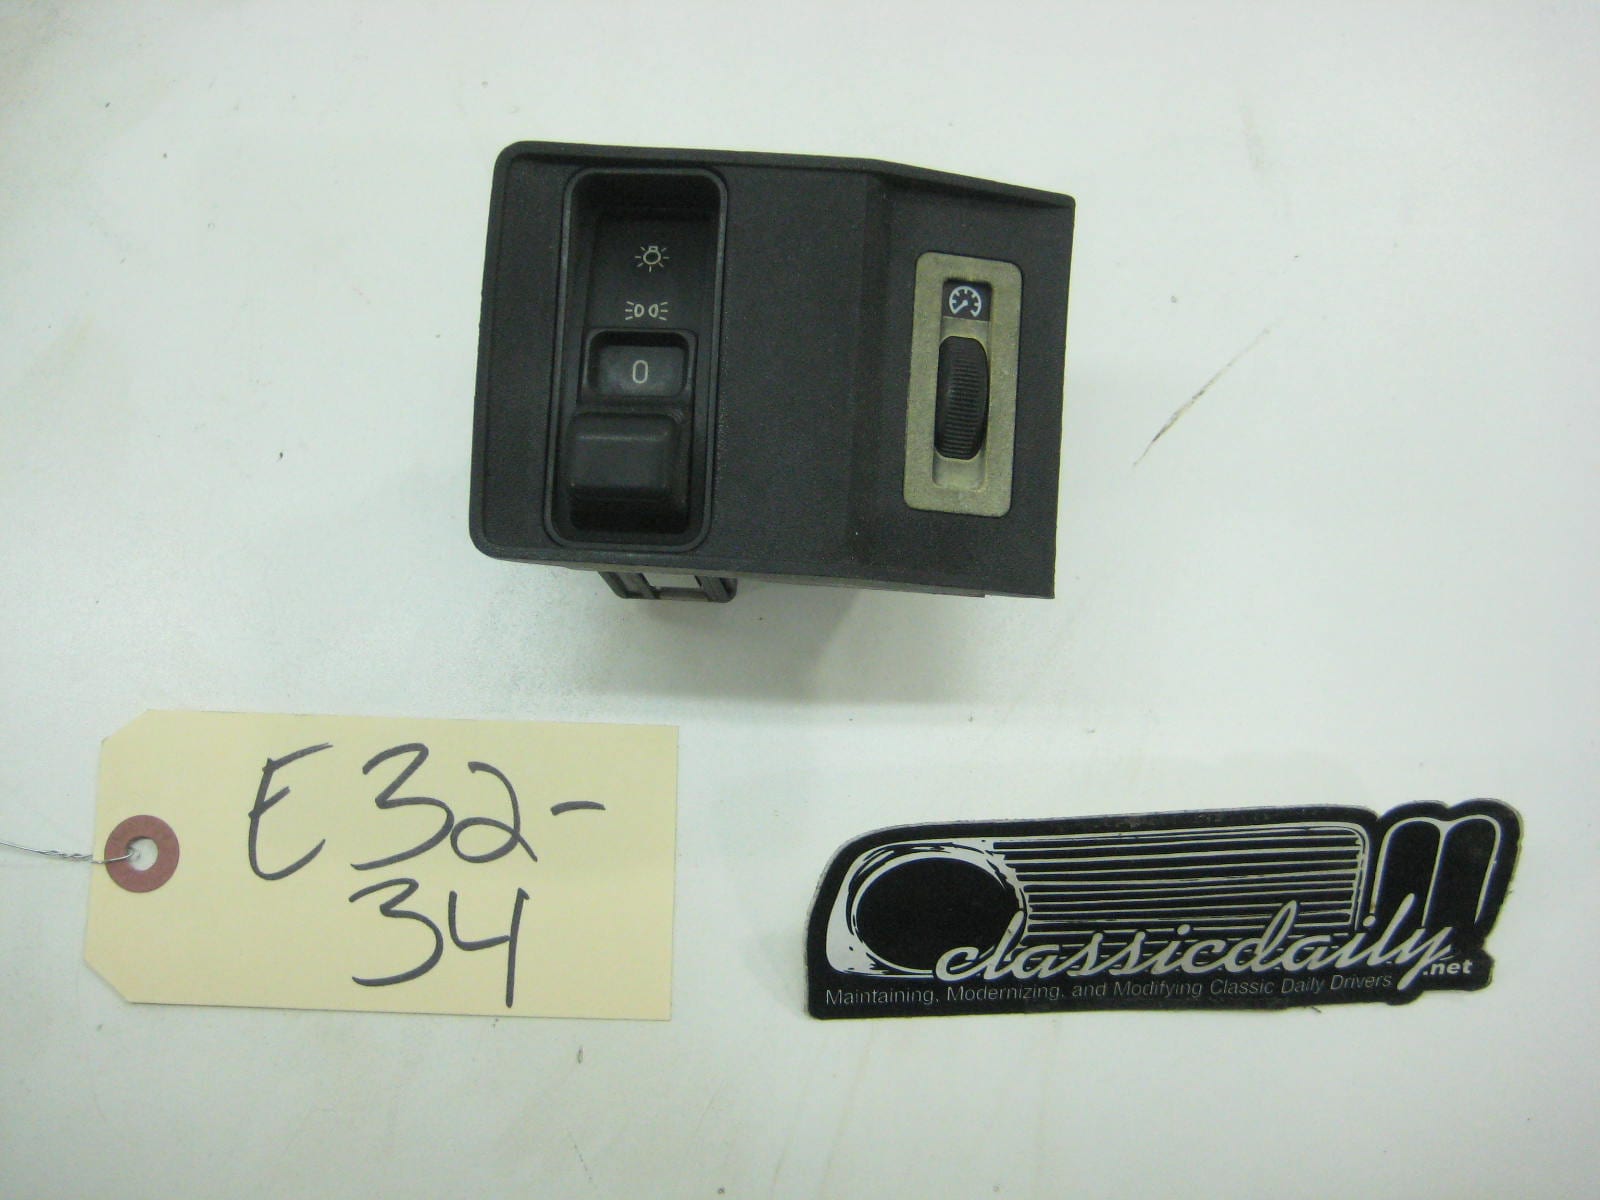 0
E32-
34
classicdaily.net
Maintaining, Modernizing, and Modifying Classic Daily Drivers